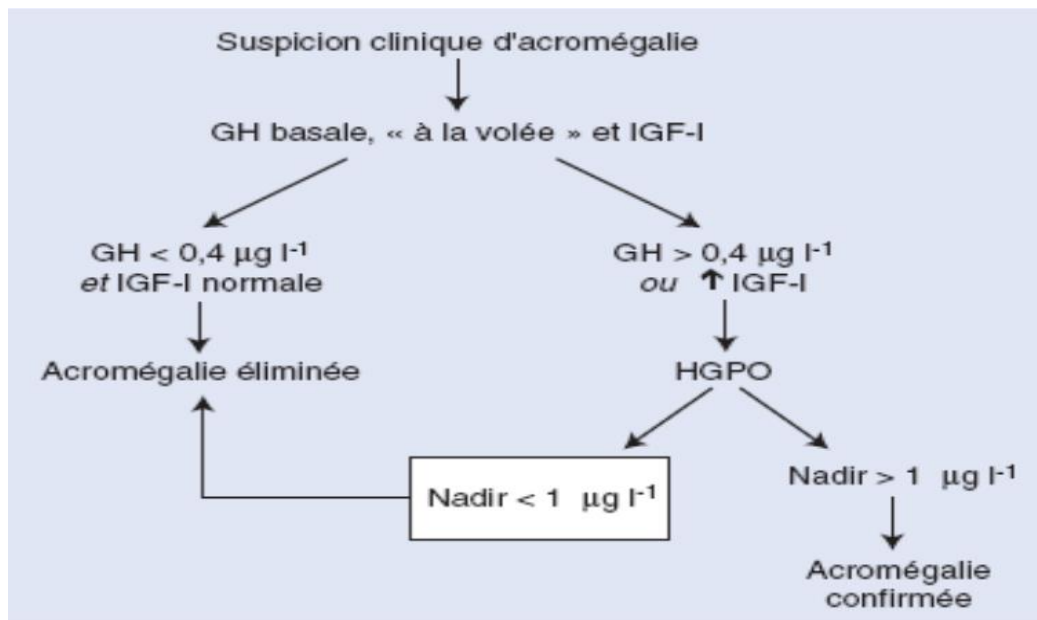 Suspicion clinique d'acromégalie
GH basale, « à la volée » et IGF-I
GH < 0,4 µg l-1
et IGF-I normale
GH > 0,4 µg l-1
ou ↑ IGF-I
Acromégalie éliminée
HGPO
Nadir < 1 µg l-1
Nadir > 1 µg l-1
Acromégalie
confirmée